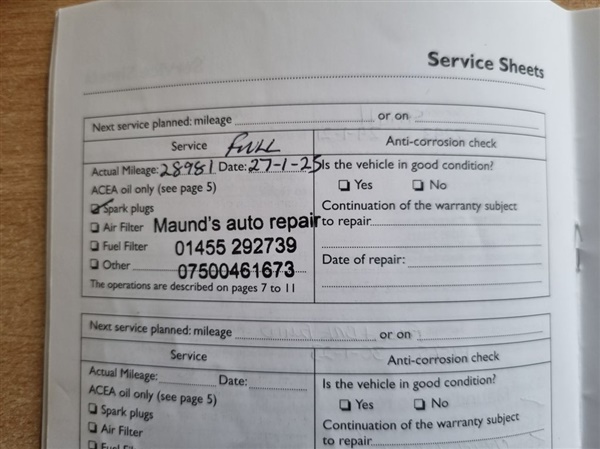 Service Sheets
Next service planned: mileage or on
Service Full
Anti-corrosion check
Actual Mileage: 28981 Date: 27-1-25
Is the vehicle in good condition?
ACEA oil only (see page 5)
Yes No
Spark plugs
Continuation of the warranty subject
Air Filter Maund's auto repair
to repair
Fuel Filter 01455 292739
Date of repair:
Other 07500461673
The operations are described on pages 7 to 11
Next service planned: mileage or on
Service
Anti-corrosion check
Actual Mileage: Date:
Is the vehicle in good condition?
ACEA oil only (see page 5)
Yes No
Spark plugs
Continuation of the warranty subject
Air Filter
to repair